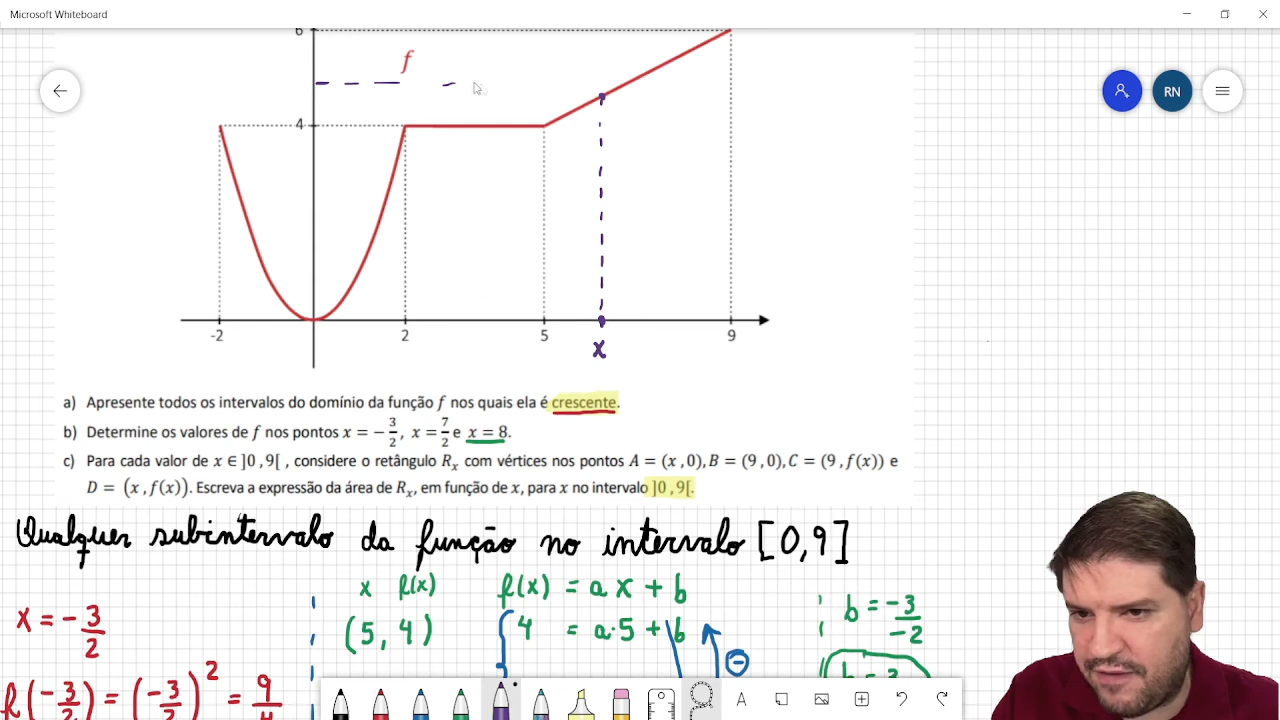 Microsoft Whiteboard
6
f
RN
4
-2 2 5 9
x
a) Apresente todos os intervalos do domínio da função f nos quais ela é crescente.
b) Determine os valores de f nos pontos x = −3/2, x = 7/2 e x = 8.
c) Para cada valor de x ∈ ]0 ,9[ , considere o retângulo Rₓ com vértices nos pontos A = (x ,0), B = (9 ,0), C = (9 , f(x)) e
D = (x , f(x)). Escreva a expressão da área de Rₓ, em função de x, para x no intervalo ]0 ,9[.
Qualquer subintervalo da função no intervalo [0,9]
x f(x) f(x) = a x + b
x = -3/2 (5, 4) 4 = a·5 + b b = -3/-2
f(-3/2) = (-3/2)² = 9/4
A